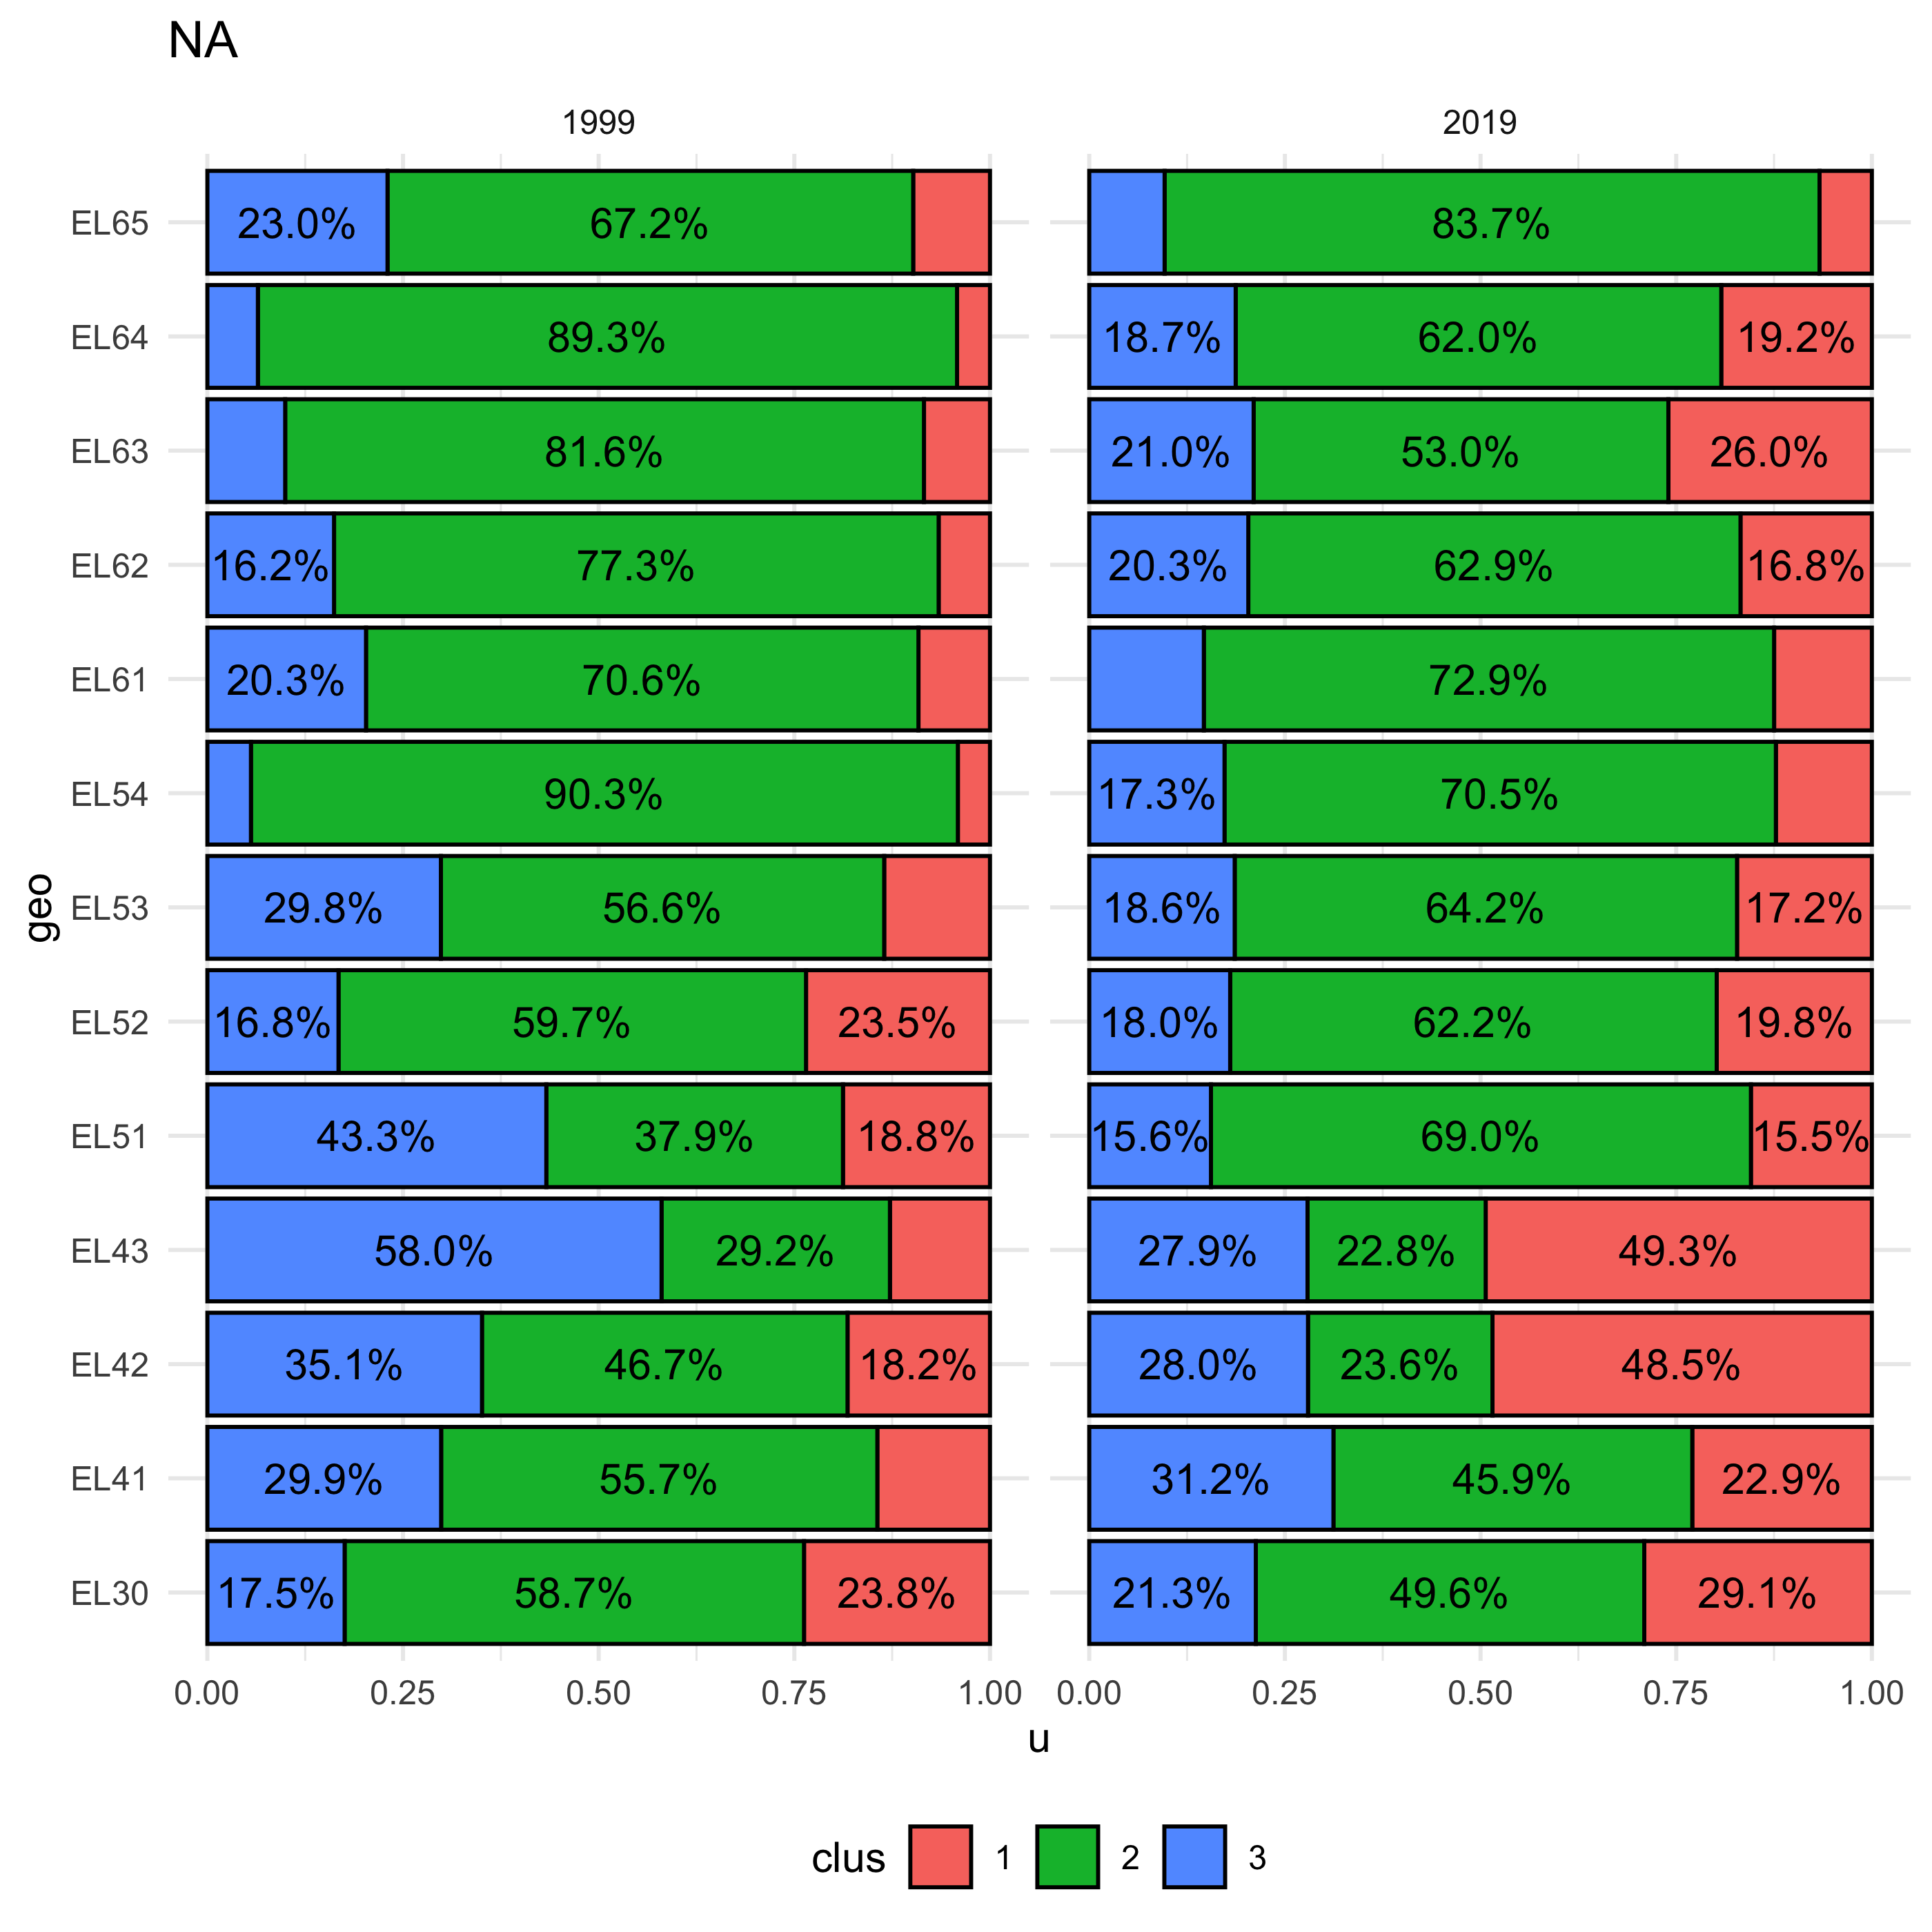 NA
1999 2019
EL65 23.0% 67.2% 83.7%
EL64 89.3% 18.7% 62.0% 19.2%
EL63 81.6% 21.0% 53.0% 26.0%
EL62 16.2% 77.3% 20.3% 62.9% 16.8%
EL61 20.3% 70.6% 72.9%
EL54 90.3% 17.3% 70.5%
EL53 29.8% 56.6% 18.6% 64.2% 17.2%
EL52 16.8% 59.7% 23.5% 18.0% 62.2% 19.8%
EL51 43.3% 37.9% 18.8% 15.6% 69.0% 15.5%
EL43 58.0% 29.2% 27.9% 22.8% 49.3%
EL42 35.1% 46.7% 18.2% 28.0% 23.6% 48.5%
EL41 29.9% 55.7% 31.2% 45.9% 22.9%
EL30 17.5% 58.7% 23.8% 21.3% 49.6% 29.1%
geo
0.00 0.25 0.50 0.75 1.00 0.00 0.25 0.50 0.75 1.00
u
clus 1 2 3